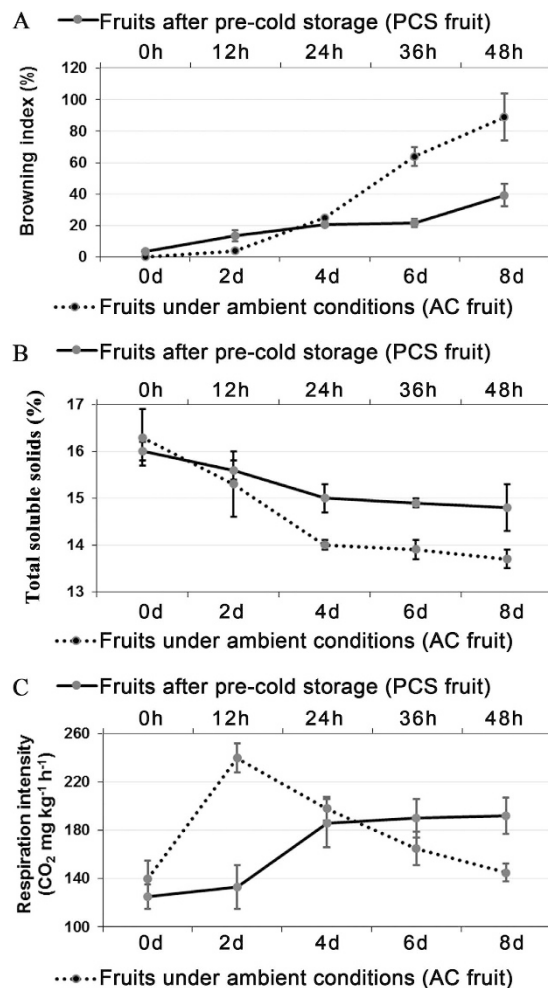 A
Fruits after pre-cold storage (PCS fruit)
0h 12h 24h 36h 48h
Browning index (%)
120
100
80
60
40
20
0
0d 2d 4d 6d 8d
Fruits under ambient conditions (AC fruit)
B
Fruits after pre-cold storage (PCS fruit)
0h 12h 24h 36h 48h
Total soluble solids (%)
17
16
15
14
13
0d 2d 4d 6d 8d
Fruits under ambient conditions (AC fruit)
C
Fruits after pre-cold storage (PCS fruit)
0h 12h 24h 36h 48h
Respiration intensity
(CO₂ mg kg⁻¹ h⁻¹)
260
220
180
140
100
0d 2d 4d 6d 8d
Fruits under ambient conditions (AC fruit)